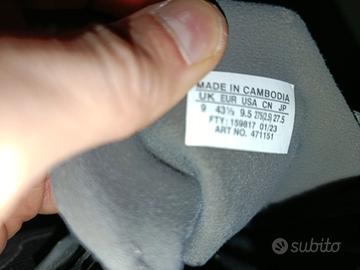 MADE IN CAMBODIA
UK EUR USA CN JP
9 43⅓ 9.5 275(2.5) 27.5
FTY: 159817 01/23
ART NO. 471151
subito